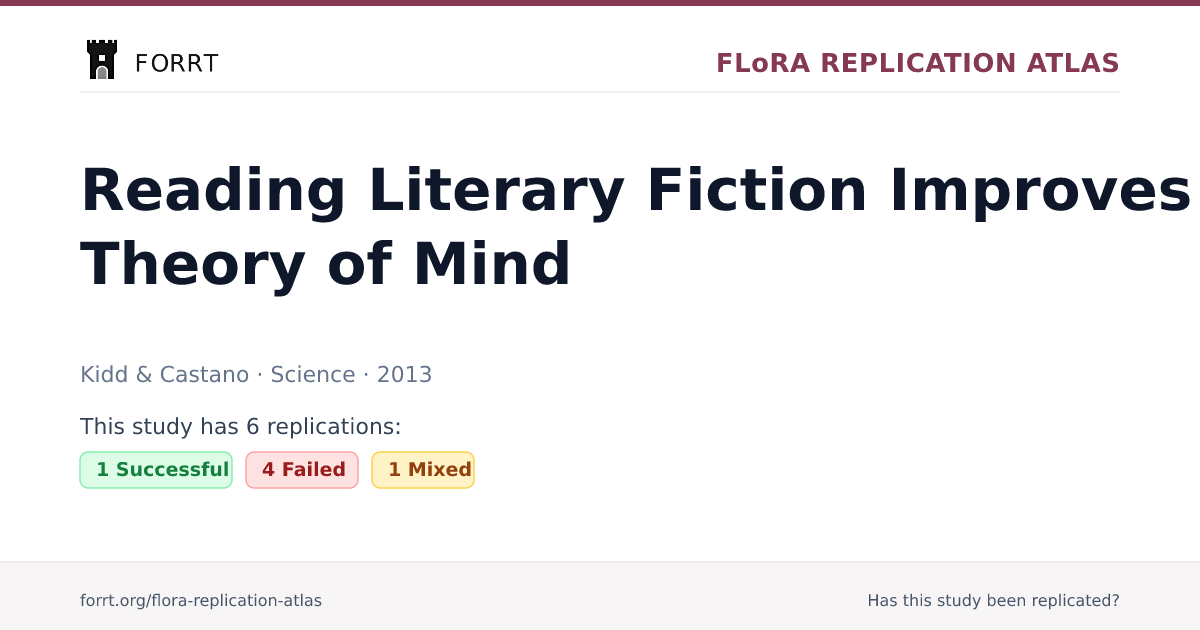 FORRT
FLoRA REPLICATION ATLAS
Reading Literary Fiction Improves
Theory of Mind
Kidd & Castano · Science · 2013
This study has 6 replications:
1 Successful
4 Failed
1 Mixed
forrt.org/flora-replication-atlas
Has this study been replicated?